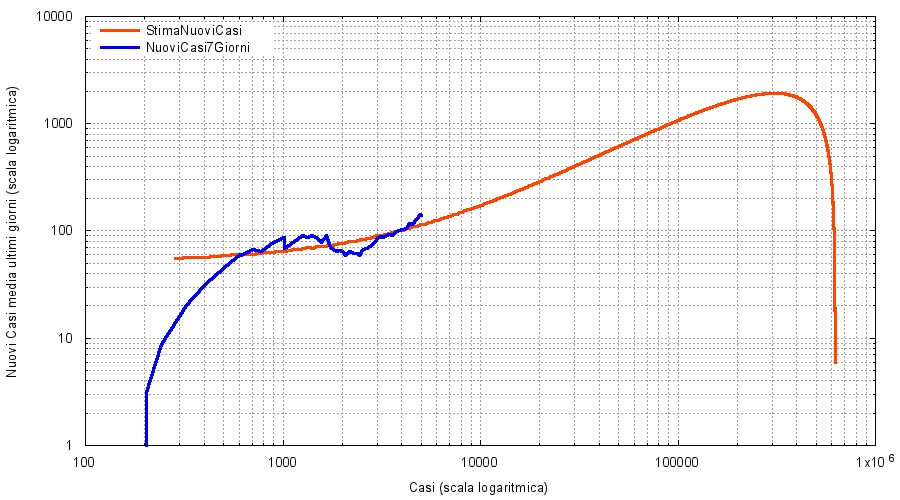 10000
1000
100
10
1
StimaNuoviCasi
NuoviCasi7Giorni
Nuovi Casi media ultimi giorni (scala logaritmica)
100
1000
10000
100000
1x10 6
Casi (scala logaritmica)